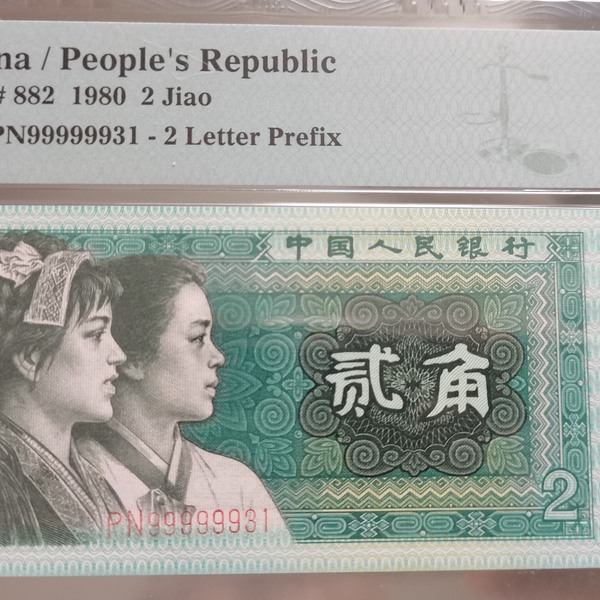 na / People's Republic
# 882 1980 2 Jiao
PN99999931 - 2 Letter Prefix
中国人民银行
贰角
PN99999931
2